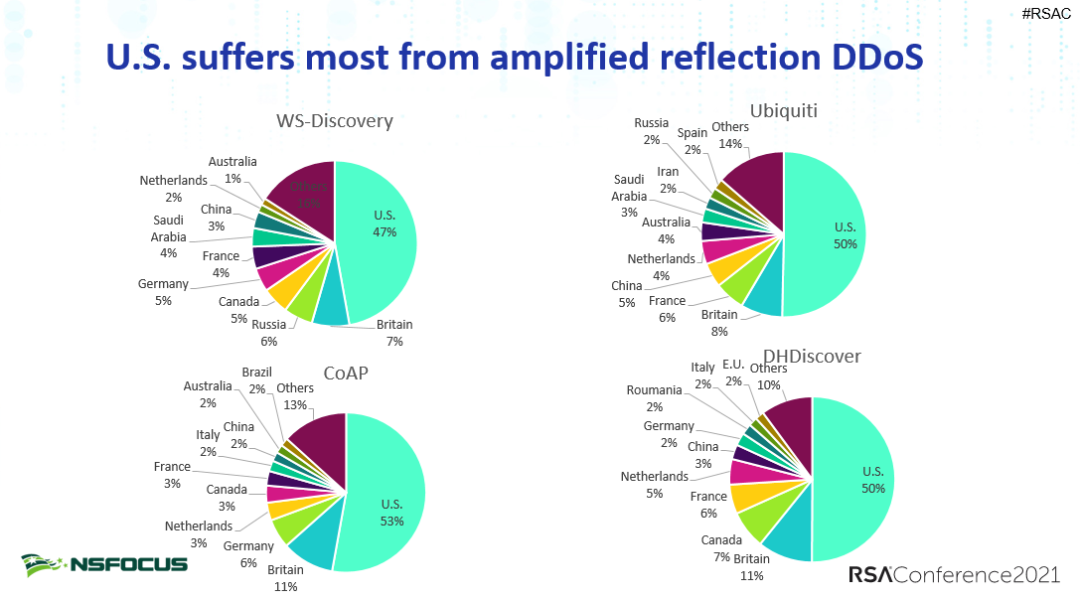 #RSAC
U.S. suffers most from amplified reflection DDoS
WS-Discovery
U.S.
47%
Britain
7%
Russia
6%
Canada
5%
Germany
5%
France
4%
Saudi
Arabia
4%
China
3%
Netherlands
2%
Australia
1%
Others
16%
Ubiquiti
U.S.
50%
Britain
8%
France
6%
China
5%
Netherlands
4%
Australia
4%
Saudi
Arabia
3%
Iran
2%
Russia
2%
Spain
2%
Others
14%
CoAP
U.S.
53%
Britain
11%
Germany
6%
Netherlands
3%
Canada
3%
France
3%
Italy
2%
China
2%
Australia
2%
Brazil
2%
Others
13%
DHDiscover
U.S.
50%
Britain
11%
Canada
7%
France
6%
Netherlands
5%
China
3%
Germany
2%
Roumania
2%
Italy
2%
E.U.
2%
Others
10%
NSFOCUS
RSAConference2021